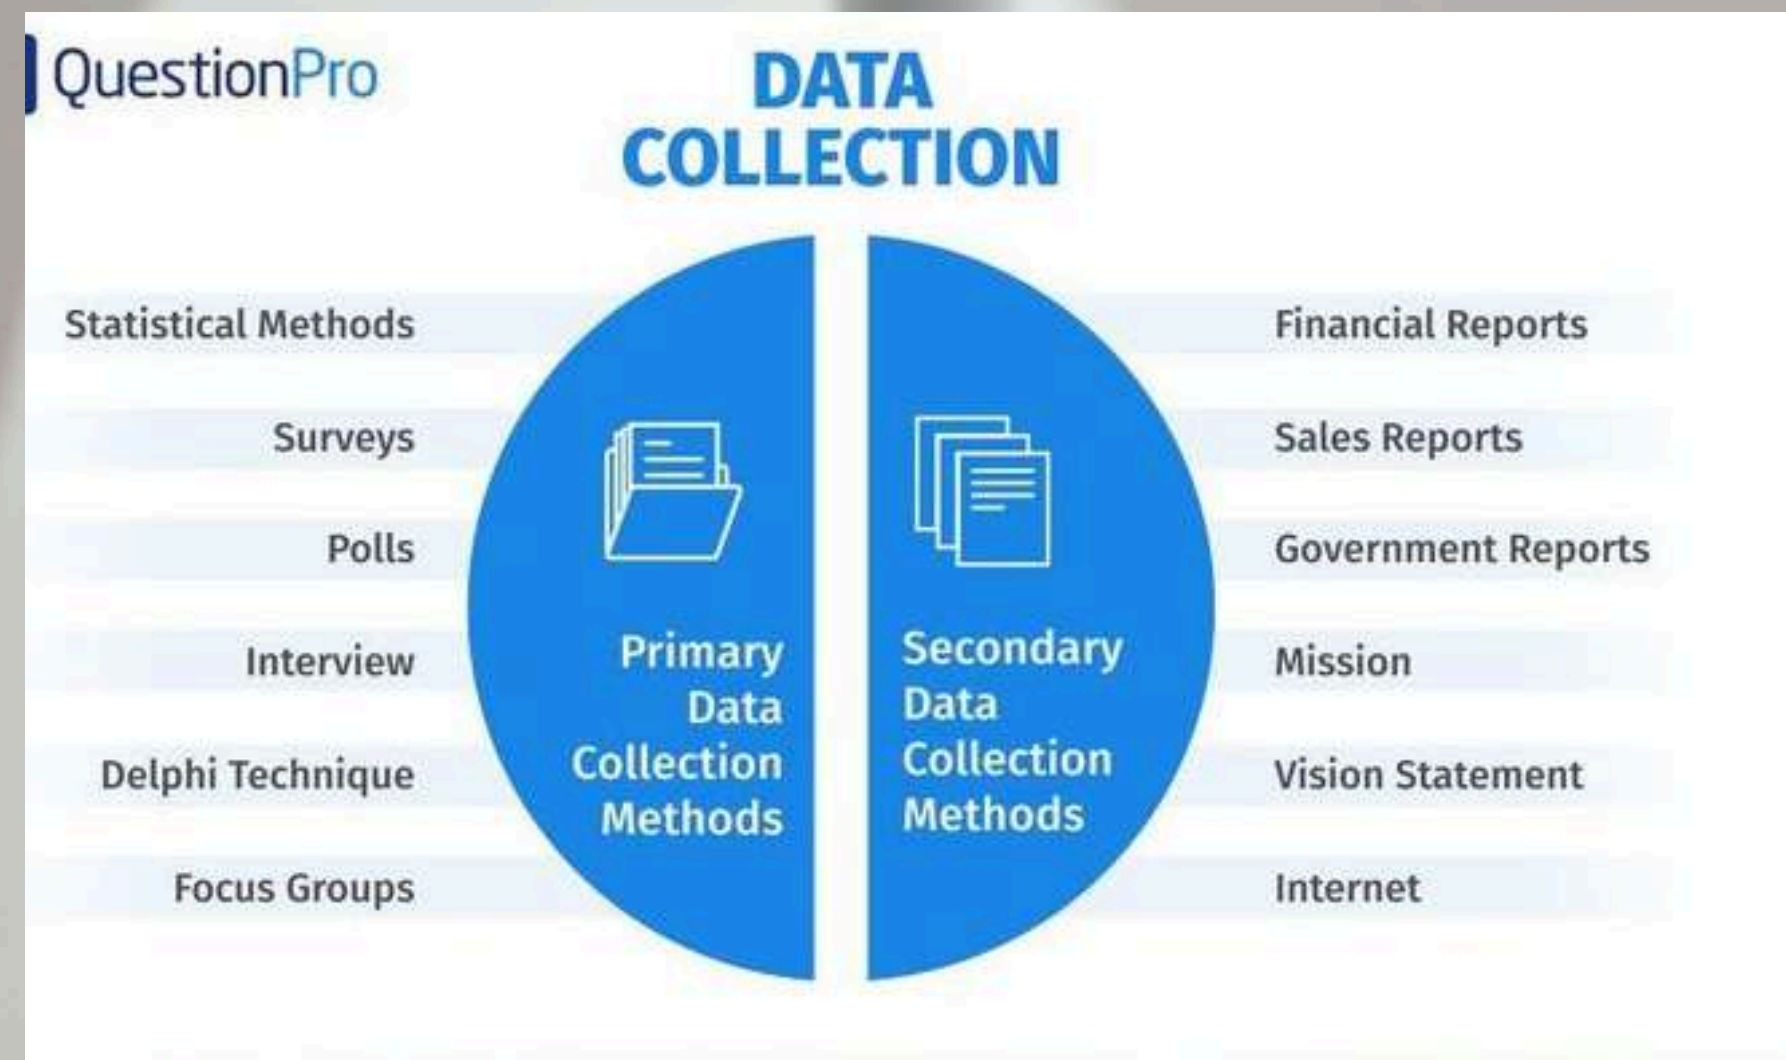 QuestionPro
DATA
COLLECTION
Statistical Methods
Surveys
Polls
Interview
Delphi Technique
Focus Groups
Primary
Data
Collection
Methods
Secondary
Data
Collection
Methods
Financial Reports
Sales Reports
Government Reports
Mission
Vision Statement
Internet